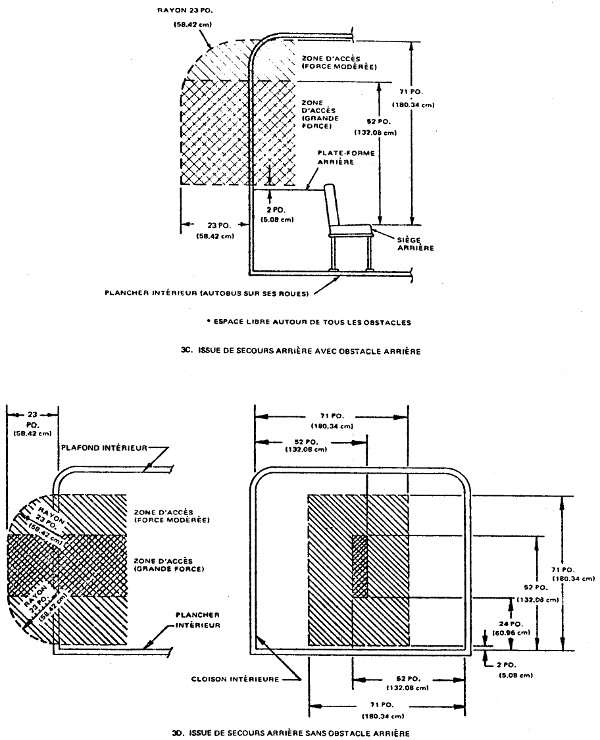 RAYON 23 PO.
(58.42 cm)
ZONE D'ACCÈS
(FORCE MODÉRÉE)
71 PO.
(180.34 cm)
ZONE
D'ACCÈS
(GRANDE
FORCE)
52 PO.
(132.08 cm)
PLATE-FORME
ARRIÈRE
2 PO.
(5.08 cm)
23 PO.
(58.42 cm)
SIÈGE
ARRIÈRE
PLANCHER INTÉRIEUR (AUTOBUS SUR SES ROUES)
* ESPACE LIBRE AUTOUR DE TOUS LES OBSTACLES
3C. ISSUE DE SECOURS ARRIÈRE AVEC OBSTACLE ARRIÈRE
23
PO.
(58.42 cm)
PLAFOND INTÉRIEUR
RAYON
23 PO.
(58.42 cm)
ZONE D'ACCÈS
(FORCE MODÉRÉE)
ZONE D'ACCÈS
(GRANDE FORCE)
RAYON
23 PO.
(58.42 cm)
PLANCHER
INTÉRIEUR
71 PO.
(180.34 cm)
52 PO.
(132.08 cm)
71 PO.
(180.34 cm)
52 PO.
(132.08 cm)
24 PO.
(60.96 cm)
2 PO.
(5.08 cm)
CLOISON INTÉRIEURE
52 PO.
(132.08 cm)
71 PO.
(180.34 cm)
3D. ISSUE DE SECOURS ARRIÈRE SANS OBSTACLE ARRIÈRE